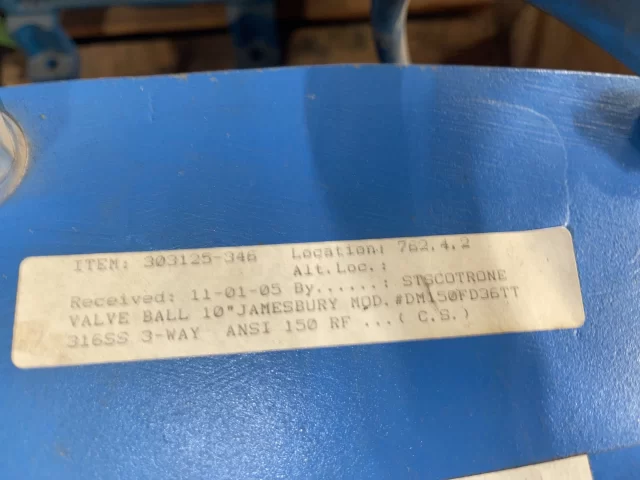 ITEM: 303125-346 Location: 762.4.2
Alt.Loc.:
Received: 11-01-05 By......: STSCOTRONE
VALVE BALL 10"JAMESBURY MOD.#DM150FD36TT
316SS 3-WAY ANSI 150 RF ...( C.S.)